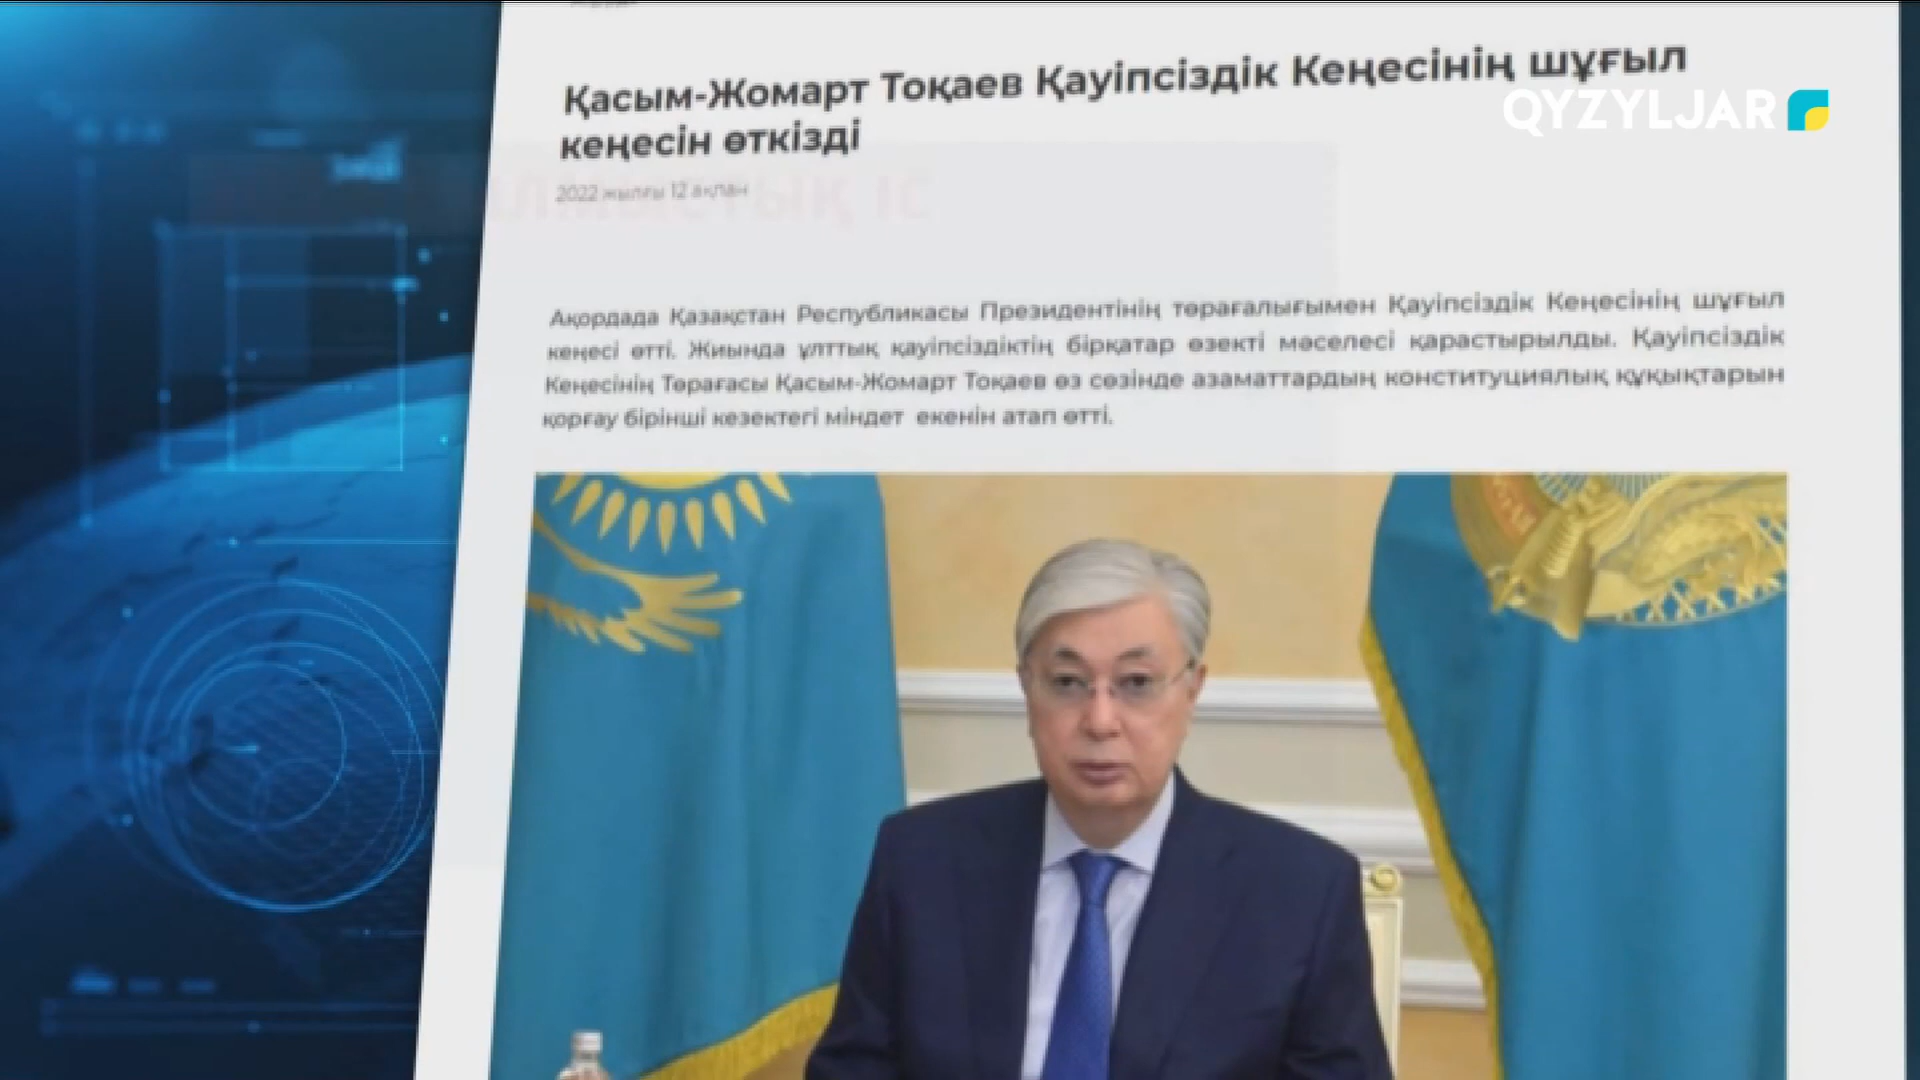 Қасым-Жомарт Тоқаев Қауіпсіздік Кеңесінің шұғыл
кеңесін өткізді
QYZYLJAR
2022 жылғы 12 ақпан
Ақордада Қазақстан Республикасы Президентінің төрағалығымен Қауіпсіздік Кеңесінің шұғыл
кеңесі өтті. Жиында ұлттық қауіпсіздіктің бірқатар өзекті мәселесі қарастырылды. Қауіпсіздік
Кеңесінің Төрағасы Қасым-Жомарт Тоқаев өз сөзінде азаматтардың конституциялық құқықтарын
қорғау бірінші кезектегі міндет екенін атап өтті.